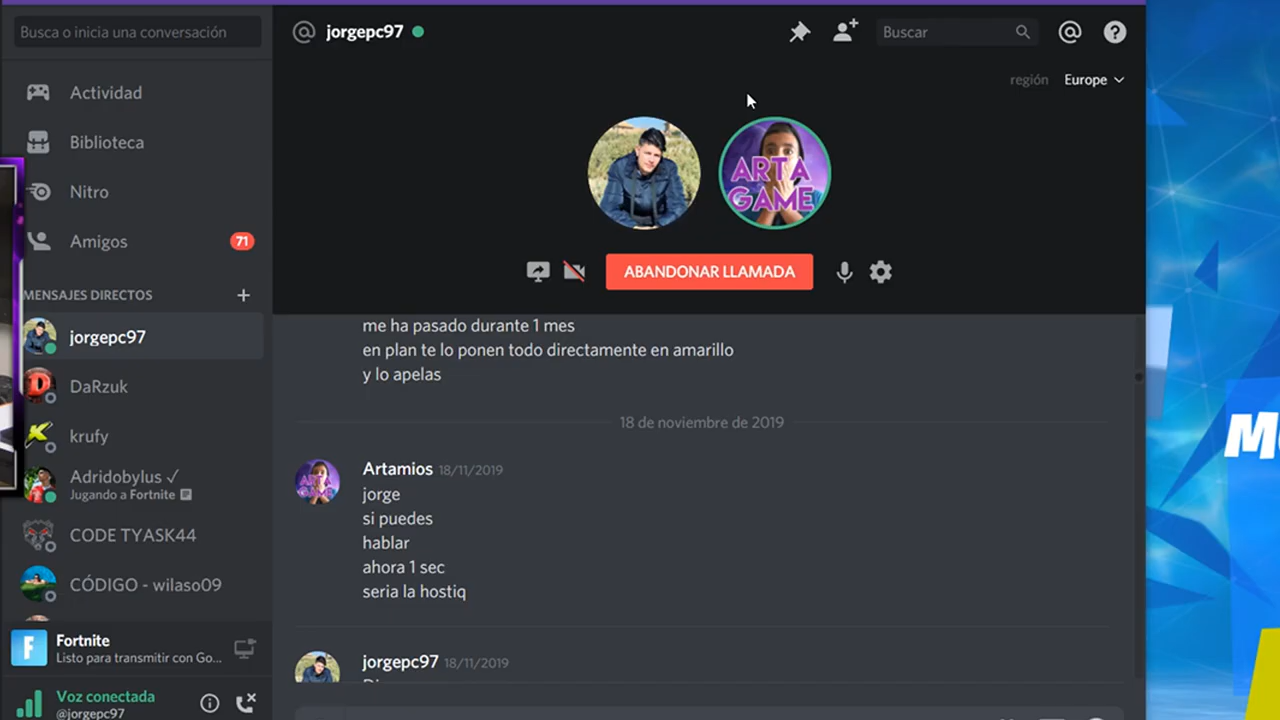 Busca o inicia una conversación
Actividad
Biblioteca
Nitro
Amigos
71
MENSAJES DIRECTOS
jorgepc97
DaRzuk
krufy
Adridobylus ✓
Jugando a Fortnite
CODE TYASK44
CÓDIGO - wilaso09
Fortnite
Listo para transmitir con Go...
Voz conectada
@jorgepc97
@ jorgepc97
Buscar
región Europe
ARTA
GAME
ABANDONAR LLAMADA
me ha pasado durante 1 mes
en plan te lo ponen todo directamente en amarillo
y lo apelas
18 de noviembre de 2019
Artamios 18/11/2019
jorge
si puedes
hablar
ahora 1 sec
seria la hostiq
jorgepc97 18/11/2019